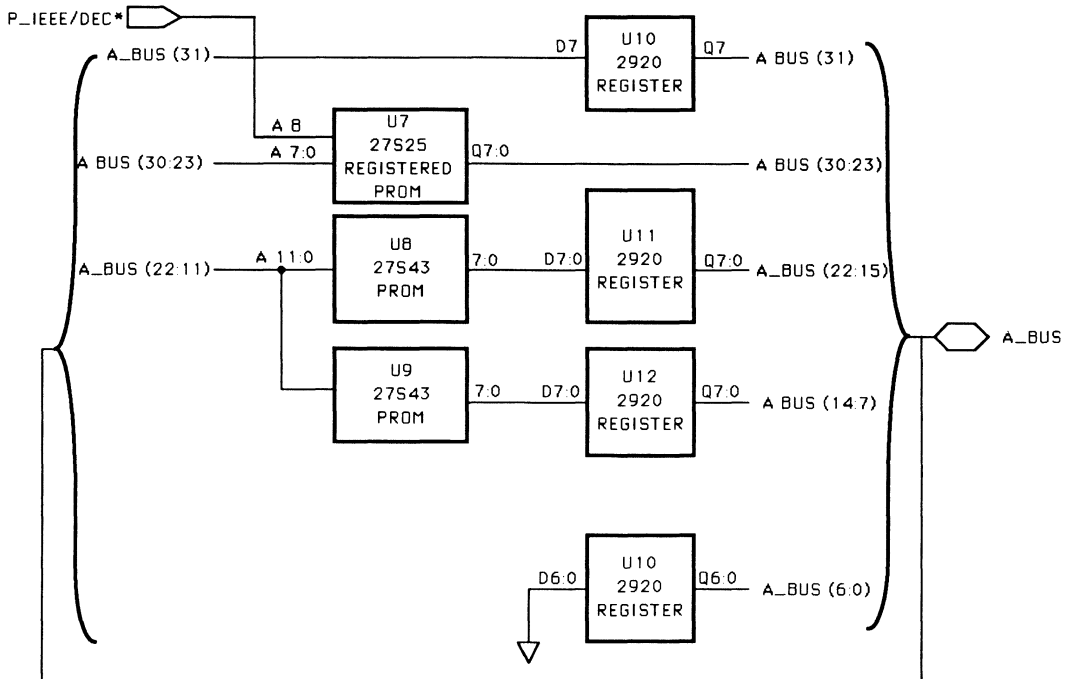 P_IEEE/DEC*
A_BUS (31)
D7
U10
2920
REGISTER
Q7
A BUS (31)
A 8
A BUS (30:23)
A 7:0
U7
27S25
REGISTERED
PROM
Q7:0
A BUS (30:23)
A_BUS (22:11)
A 11:0
U8
27S43
PROM
7:0
D7:0
U11
2920
REGISTER
Q7:0
A_BUS (22:15)
A_BUS
U9
27S43
PROM
7:0
D7:0
U12
2920
REGISTER
Q7:0
A BUS (14:7)
D6:0
U10
2920
REGISTER
Q6:0
A_BUS (6:0)